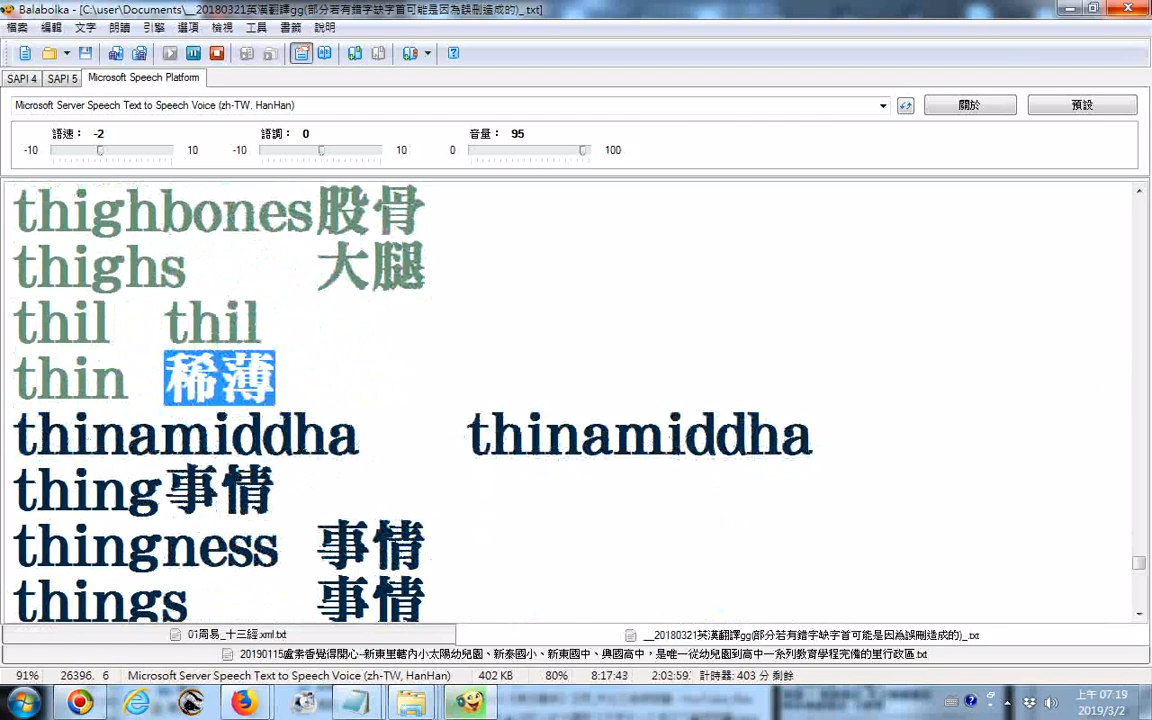 Balabolka - [C:\user\Documents\__20180321英漢翻譯gg(部分若有錯字缺字首可能是因為誤刪造成的)_.txt]
檔案 編輯 文字 朗讀 引擎 選項 檢視 工具 書籤 說明
SAPI 4 SAPI 5 Microsoft Speech Platform
Microsoft Server Speech Text to Speech Voice (zh-TW, HanHan) 關於 預設
語速： -2 語調： 0 音量： 95
-10 10 -10 10 0 100
thighbones股骨
thighs 大腿
thil thil
thin 稀薄
thinamiddha thinamiddha
thing事情
thingness 事情
things 事情
01周易_十三經.xml.txt __20180321英漢翻譯gg(部分若有錯字缺字首可能是因為誤刪造成的)_.txt
20190115盧素香覺得開心-新東里轄內小太陽幼兒園、新泰國小、新東國中、興國高中，是唯一從幼兒園到高中一系列教育學程完備的里行政區.txt
91% 26396. 6 Microsoft Server Speech Text to Speech Voice (zh-TW, HanHan) 402 KB 80% 8:17:43 2:03:59. 計時器: 403 分 剩餘
上午 07:19
2019/3/2